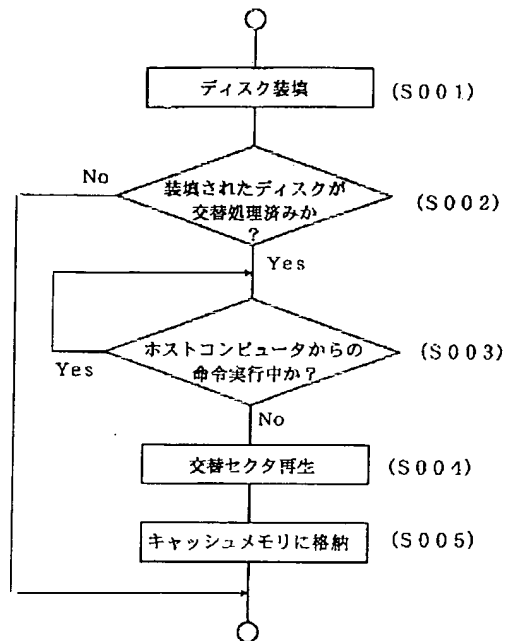 ディスク装填
(S001)
No
装填されたディスクが
交替処理済みか
?
(S002)
Yes
ホストコンピュータからの
命令実行中か?
(S003)
Yes
No
交替セクタ再生
(S004)
キャッシュメモリに格納
(S005)